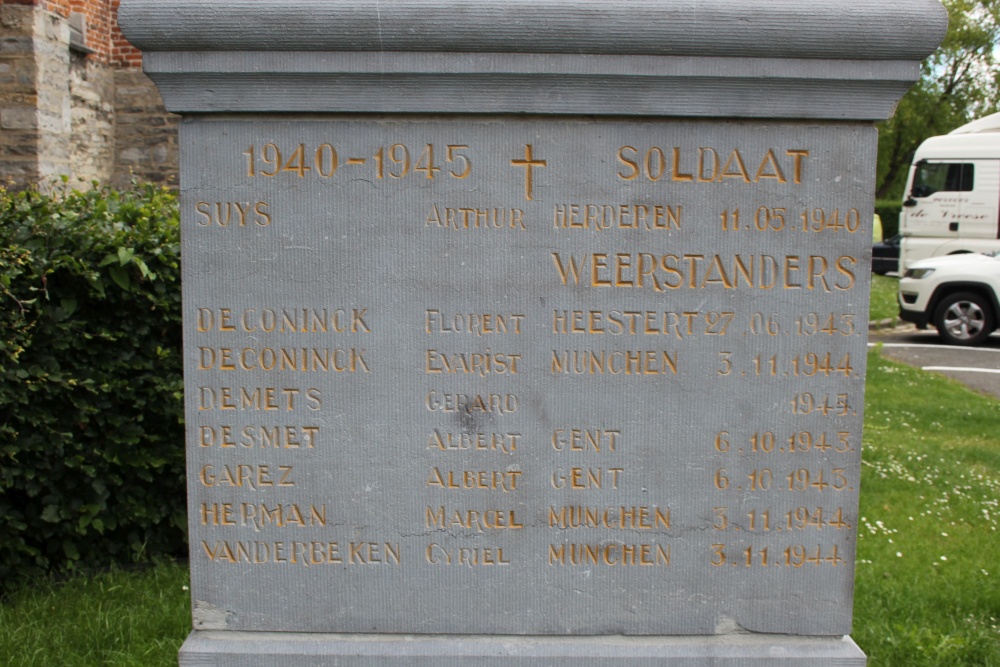 1940-1945 † SOLDAAT
SUYS ARTHUR HERDEREN 11.05.1940.
WEERSTANDERS
DECONINCK FLORENT HEESTERT 27.06.1943.
DECONINCK EVARIST MUNCHEN 3.11.1944.
DEMETS GERARD 1945.
DESMET ALBERT GENT 6.10.1943.
GAREZ ALBERT GENT 6.10.1943.
HERMAN MARCEL MUNCHEN 3.11.1944.
VANDERBEKEN CYRIEL MUNCHEN 3.11.1944.
de Vreese